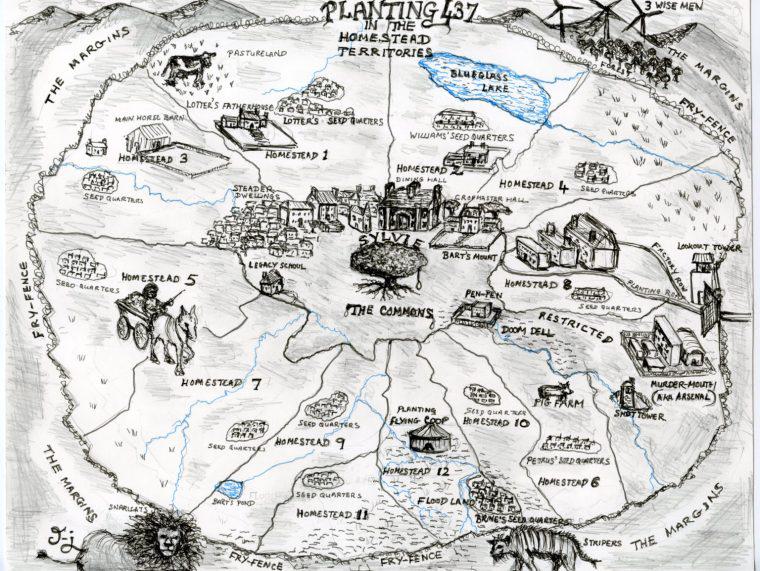 PLANTING 437
IN THE
HOMESTEAD
TERRITORIES
3 WISE MEN
THE MARGINS
THE MARGINS
FOREST
FRY-FENCE
PASTURELAND
BLUEGLASS
LAKE
LOTTER'S FATHERHOUSE
LOTTER'S SEED QUARTERS
HOMESTEAD 1
MAIN HORSE BARN
HOMESTEAD 3
SEED QUARTERS
WILLIAMS' SEED QUARTERS
HOMESTEAD 2
DINING HALL
HOMESTEAD 4
SEED QUARTERS
STEADER
DWELLINGS
CROPMASTER HALL
SYLVIE
BART'S MOUNT
LEGACY SCHOOL
THE COMMONS
FACTORY ROW
LOOKOUT TOWER
PLANTING ROAD
HOMESTEAD 8
SEED QUARTERS
HOMESTEAD 5
SEED QUARTERS
FRY-FENCE
PEN-PEN
DOOM DELL
RESTRICTED
MURDER-MOUTH
(AKA ARSENAL)
SHOT TOWER
HOMESTEAD 7
SEED QUARTERS
SEED QUARTERS
HOMESTEAD 9
PLANTING
FLYING COOP
HOMESTEAD 12
SEED QUARTERS
HOMESTEAD 10
PIG FARM
PETRUS' SEED QUARTERS
HOMESTEAD 6
FLOOD LAND
BRINE'S SEED QUARTERS
SEED QUARTERS
HOMESTEAD 11
BART'S POND
THE MARGINS
SNARLCATS
J-J
FRY-FENCE
FRY-FENCE
STRIPERS
THE MARGINS